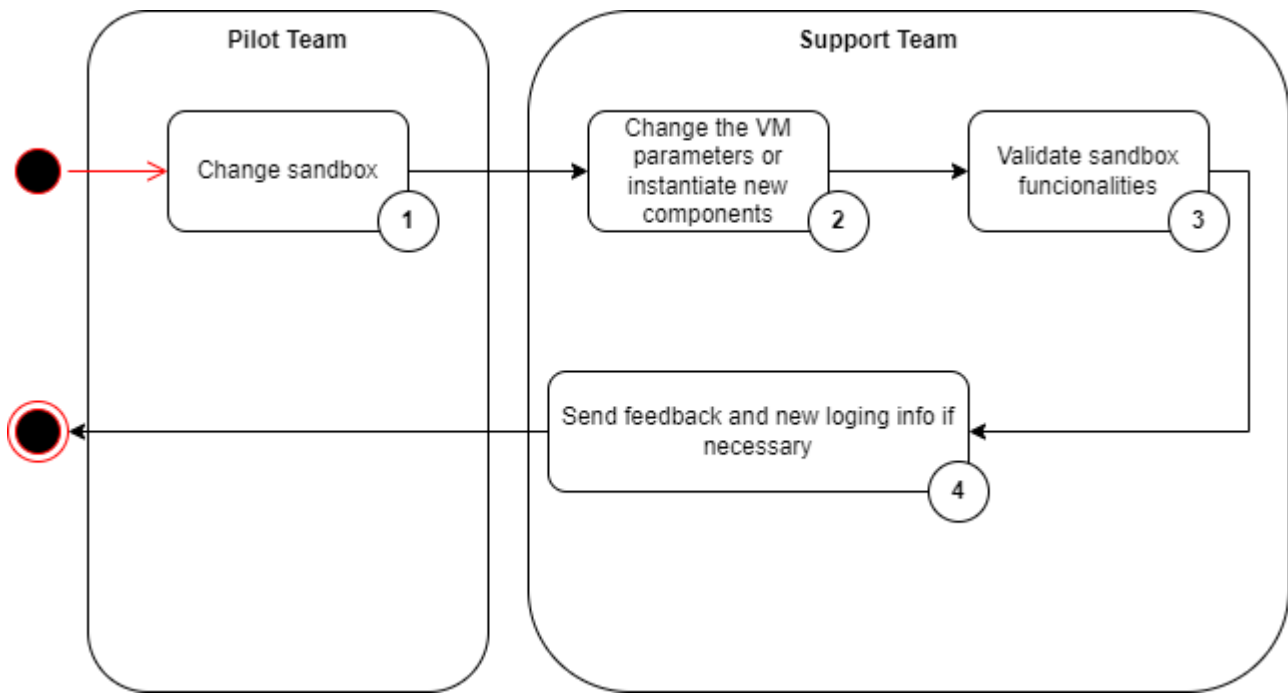 Pilot Team
Support Team
Change sandbox
1
Change the VM
parameters or
instantiate new
components
2
Validate sandbox
funcionalities
3
Send feedback and new loging info if
necessary
4